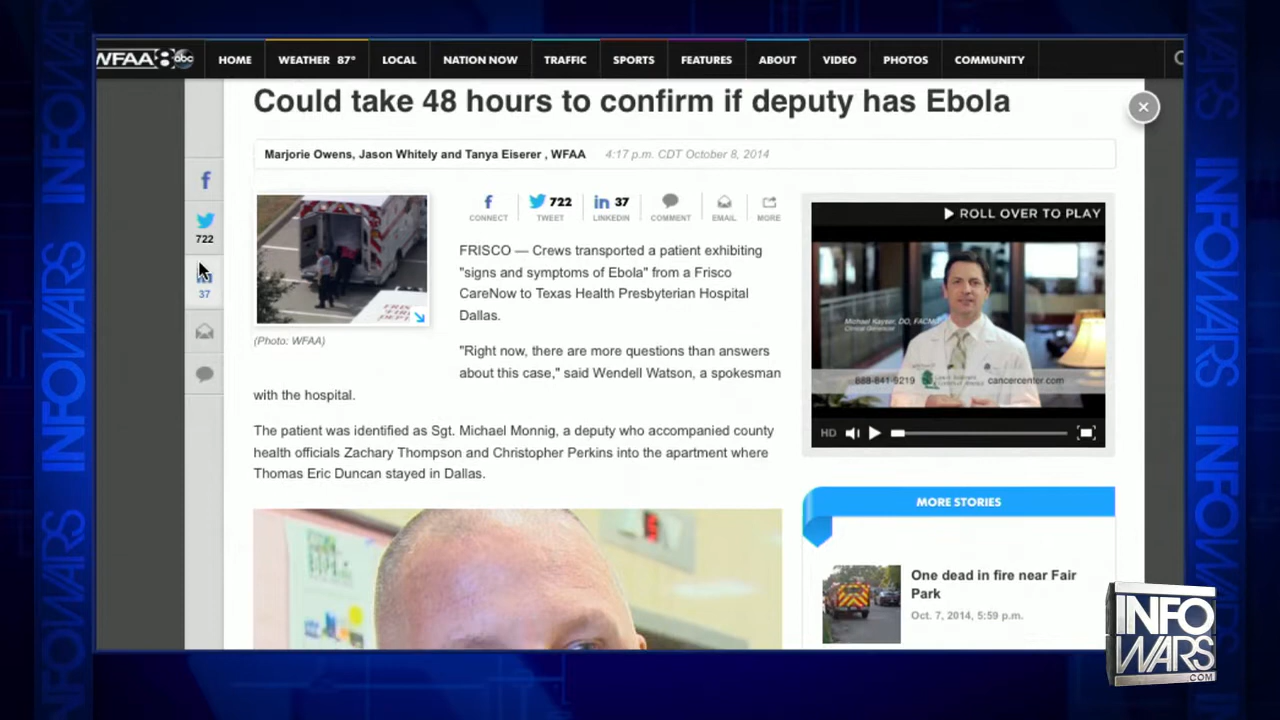 INFOWARS
INFOWARS
INFOWARS
INFOWARS
WFAA 8 abc
HOME
WEATHER 87°
LOCAL
NATION NOW
TRAFFIC
SPORTS
FEATURES
ABOUT
VIDEO
PHOTOS
COMMUNITY
Could take 48 hours to confirm if deputy has Ebola
Marjorie Owens, Jason Whitely and Tanya Eiserer , WFAA 4:17 p.m. CDT October 8, 2014
722
37
(Photo: WFAA)
CONNECT
722
TWEET
37
LINKEDIN
COMMENT
EMAIL
MORE
FRISCO — Crews transported a patient exhibiting
"signs and symptoms of Ebola" from a Frisco
CareNow to Texas Health Presbyterian Hospital
Dallas.
"Right now, there are more questions than answers
about this case," said Wendell Watson, a spokesman
with the hospital.
The patient was identified as Sgt. Michael Monnig, a deputy who accompanied county
health officials Zachary Thompson and Christopher Perkins into the apartment where
Thomas Eric Duncan stayed in Dallas.
ROLL OVER TO PLAY
888-841-9219
cancercenter.com
HD
MORE STORIES
One dead in fire near Fair
Park
Oct. 7, 2014, 5:59 p.m.
INFO
WARS
.COM